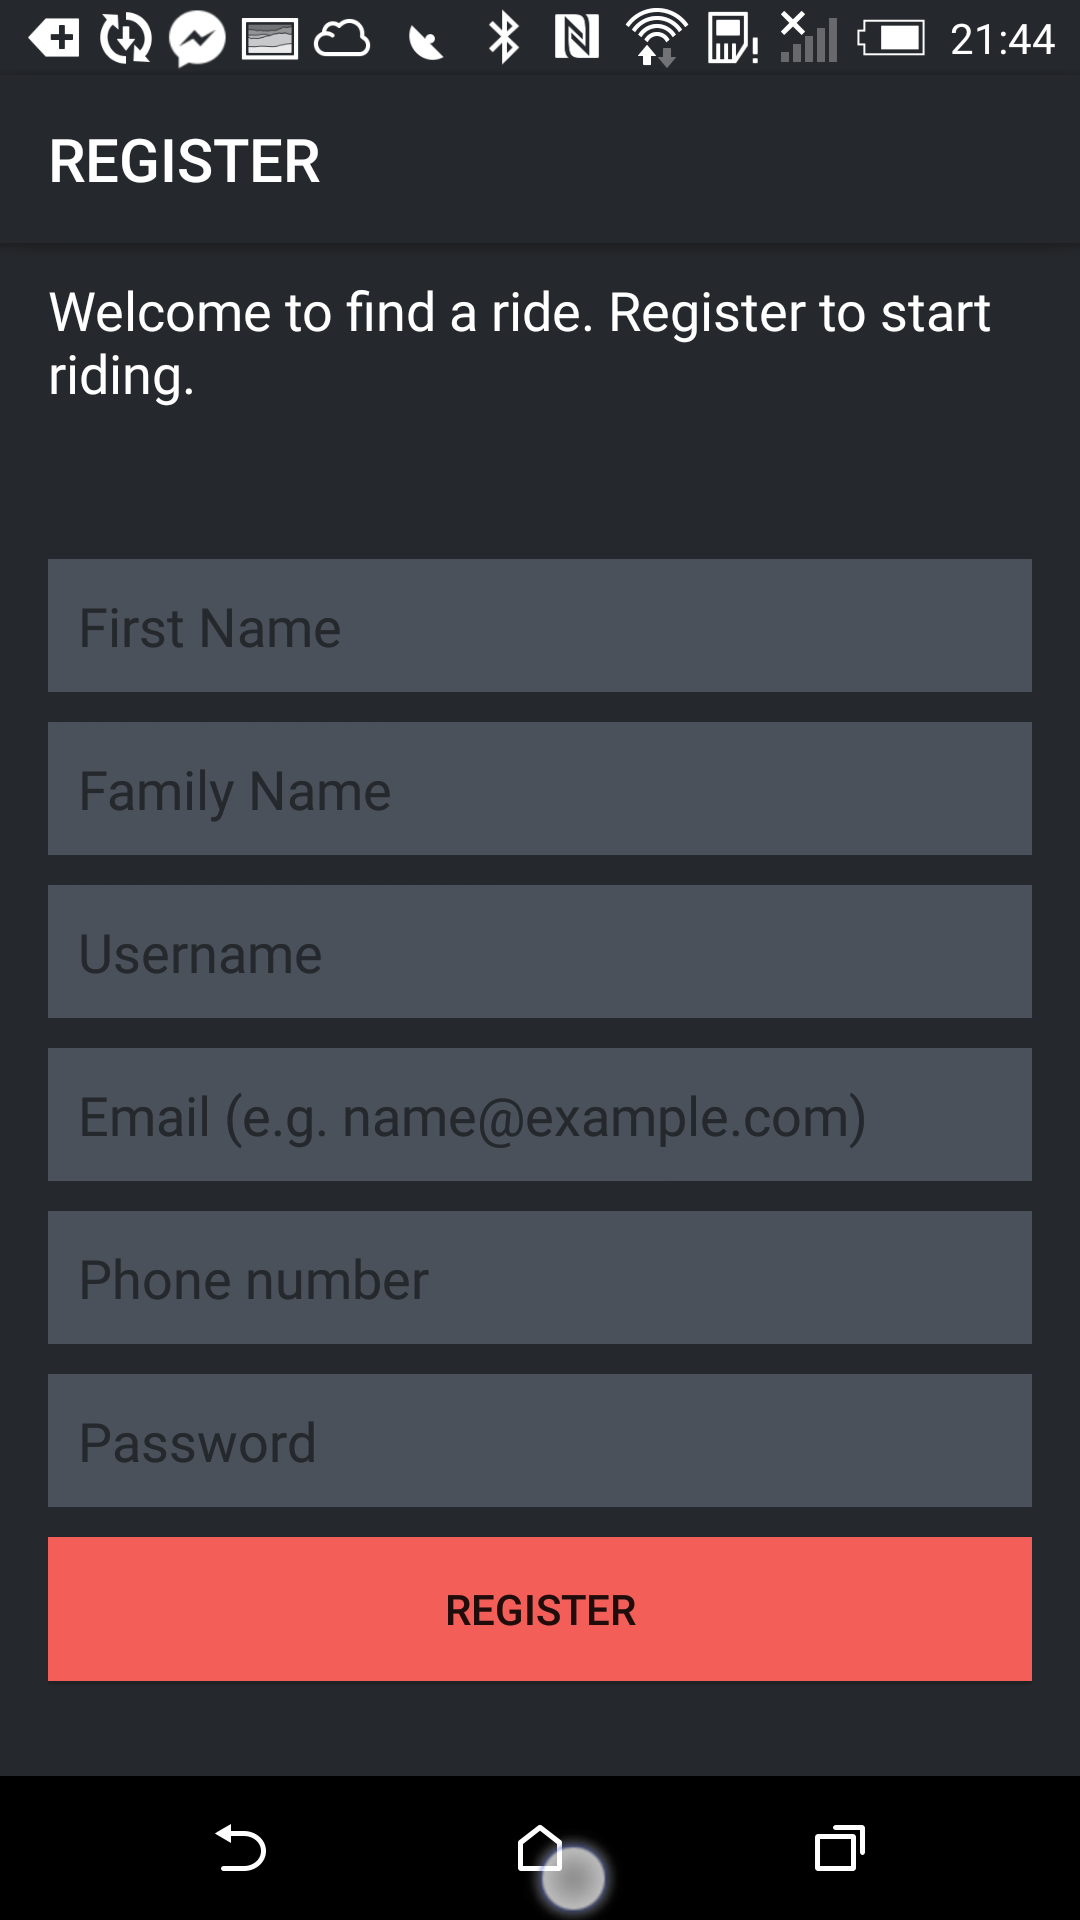 21:44
REGISTER
Welcome to find a ride. Register to start
riding.
First Name
Family Name
Username
Email (e.g. name@example.com)
Phone number
Password
REGISTER